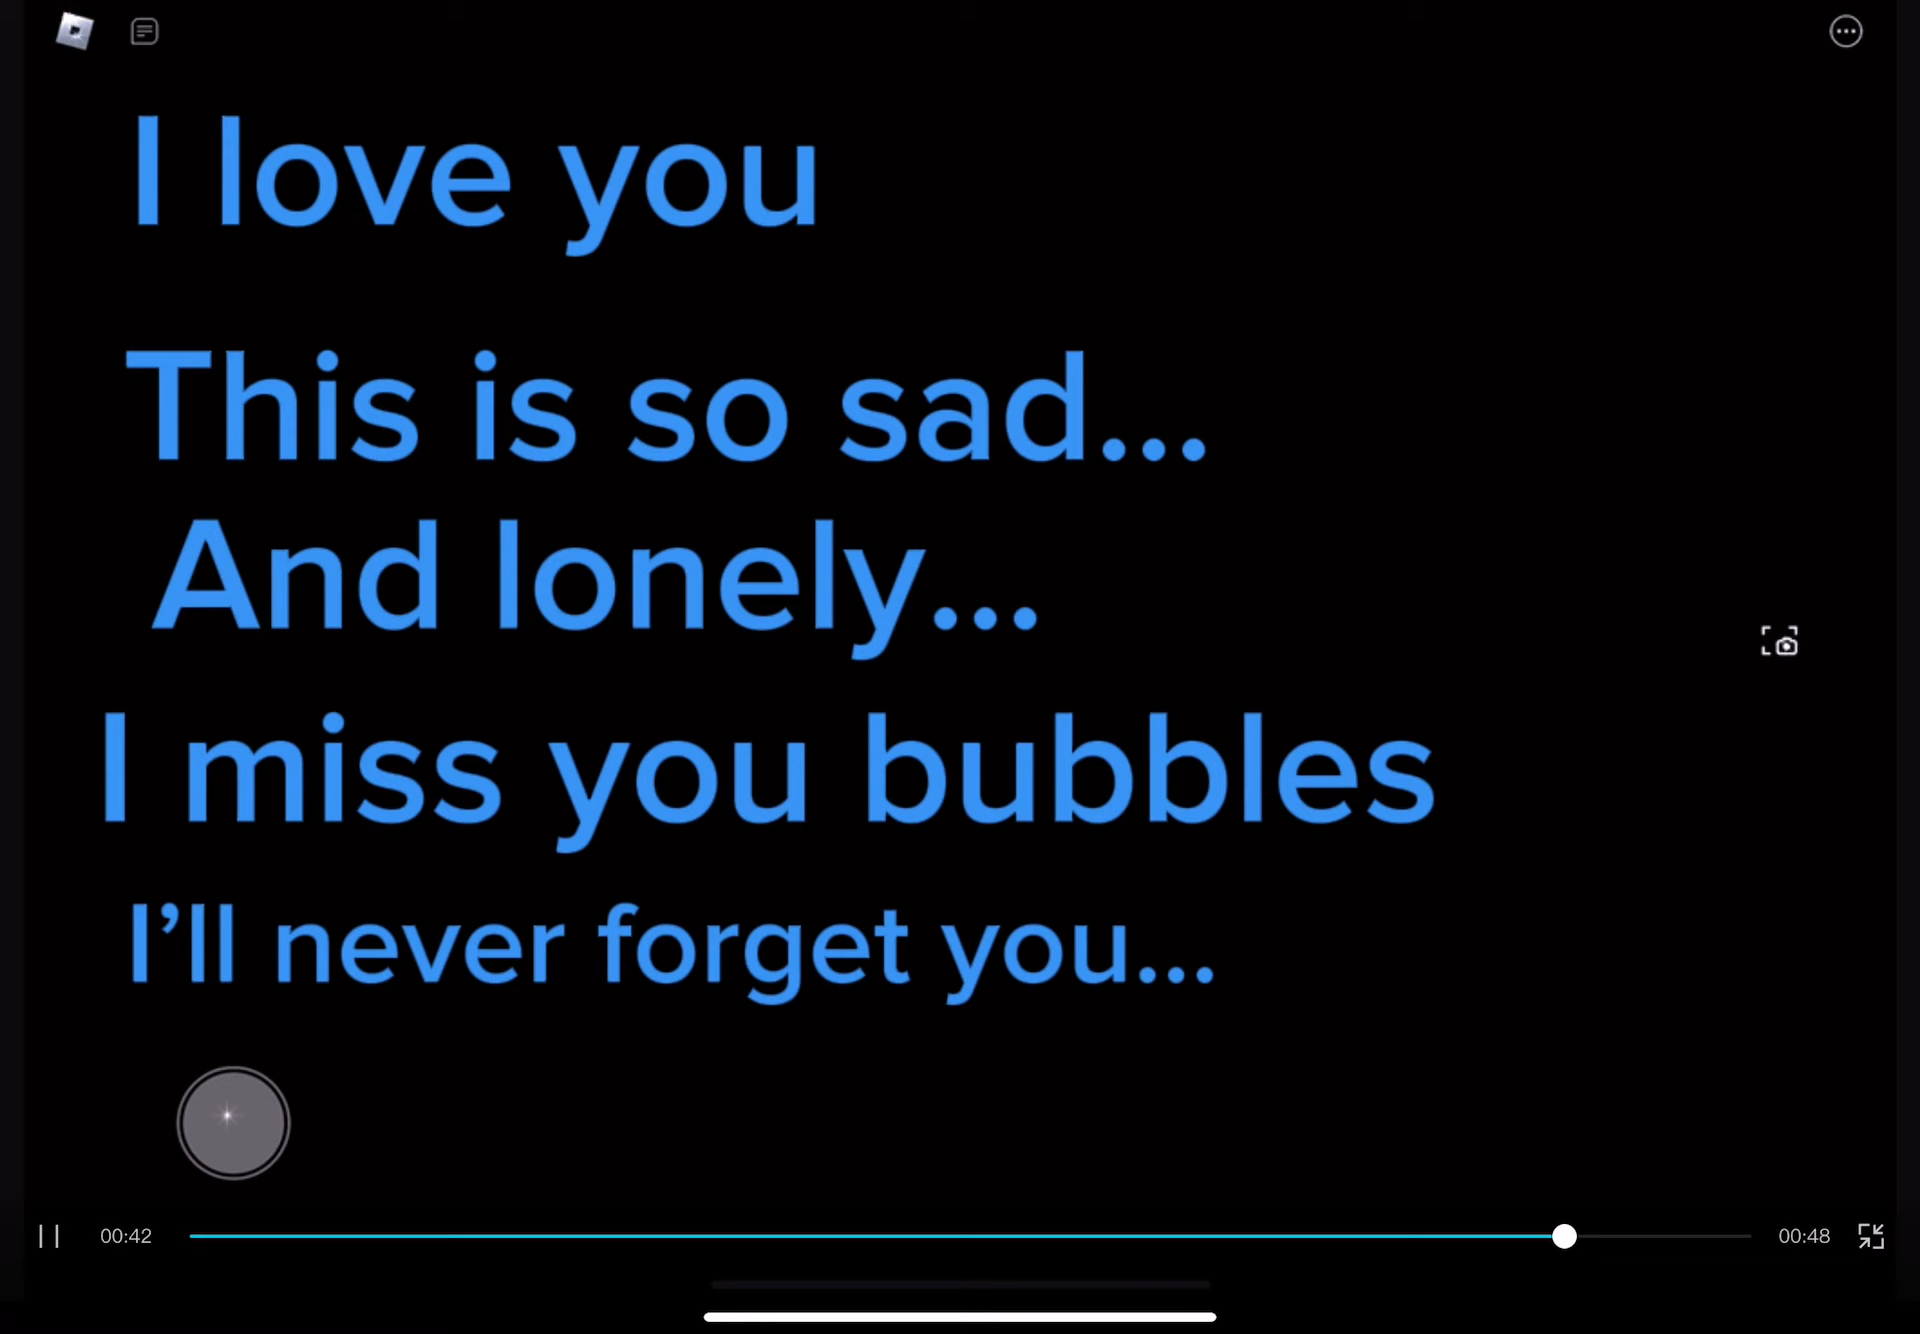 I love you
This is so sad...
And lonely...
I miss you bubbles
I’ll never forget you...
00:42
00:48